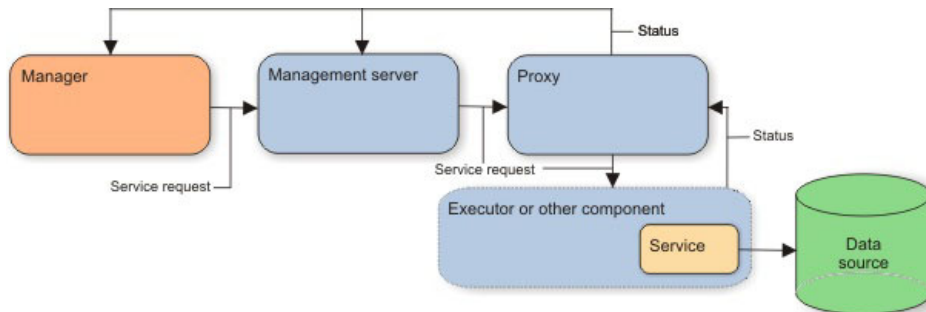 Status
Manager
Management server
Proxy
Status
Service request
Service request
Executor or other component
Service
Data
source